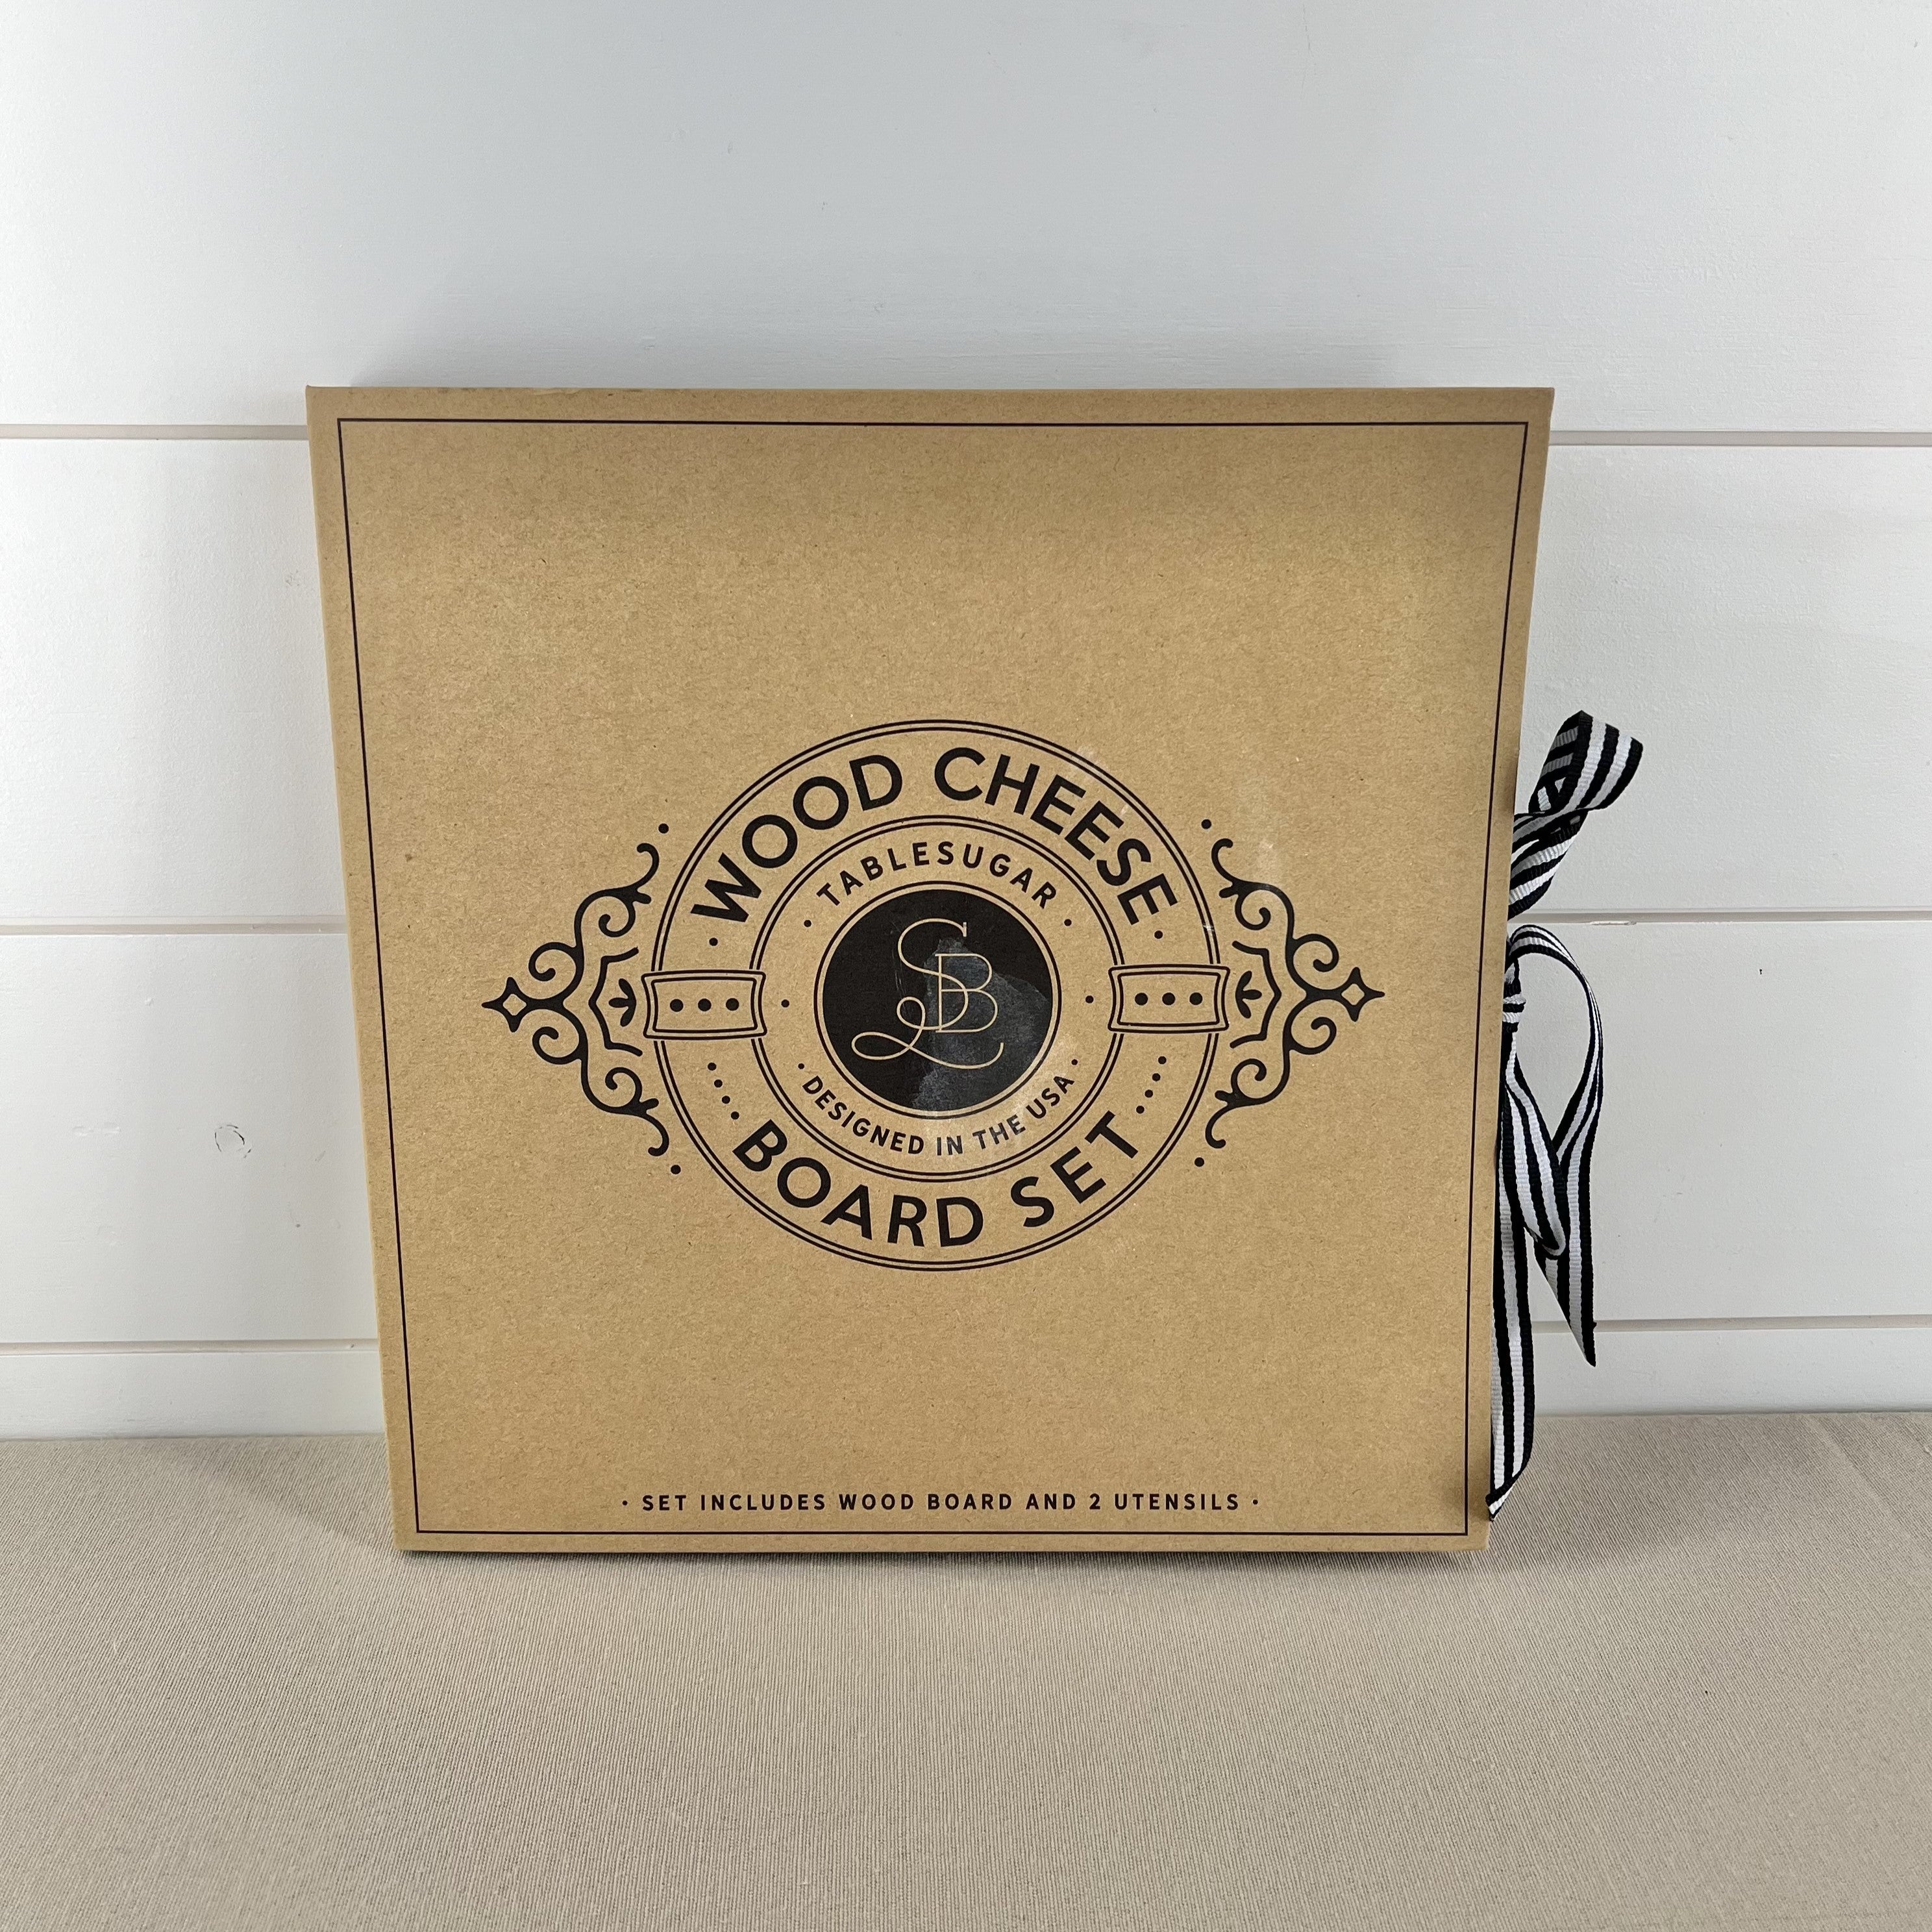 WOOD CHEESE
TABLESUGAR
SB
DESIGNED IN THE USA
BOARD SET
· SET INCLUDES WOOD BOARD AND 2 UTENSILS ·